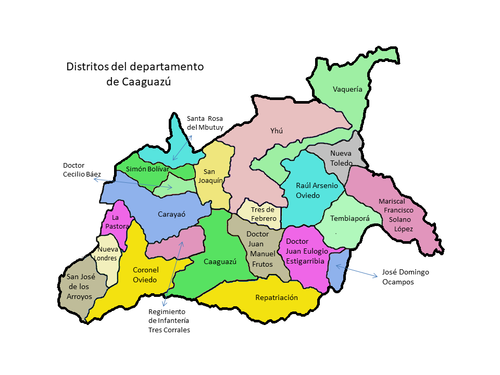 Distritos del departamento
de Caaguazú
Vaquería
Santa Rosa
del Mbutuy
Yhú
Nueva
Toledo
Doctor
Cecilio Báez
Simón Bolívar
San
Joaquín
Raúl Arsenio
Oviedo
Mariscal
Francisco
Solano
López
La
Pastora
Carayaó
Tres de
Febrero
Temblaporá
Nueva
Londres
Doctor
Juan
Manuel
Frutos
Doctor
Juan Eulogio
Estigarribia
San José
de los
Arroyos
Coronel
Oviedo
Caaguazú
José Domingo
Ocampos
Repatriación
Regimiento
de Infantería
Tres Corrales